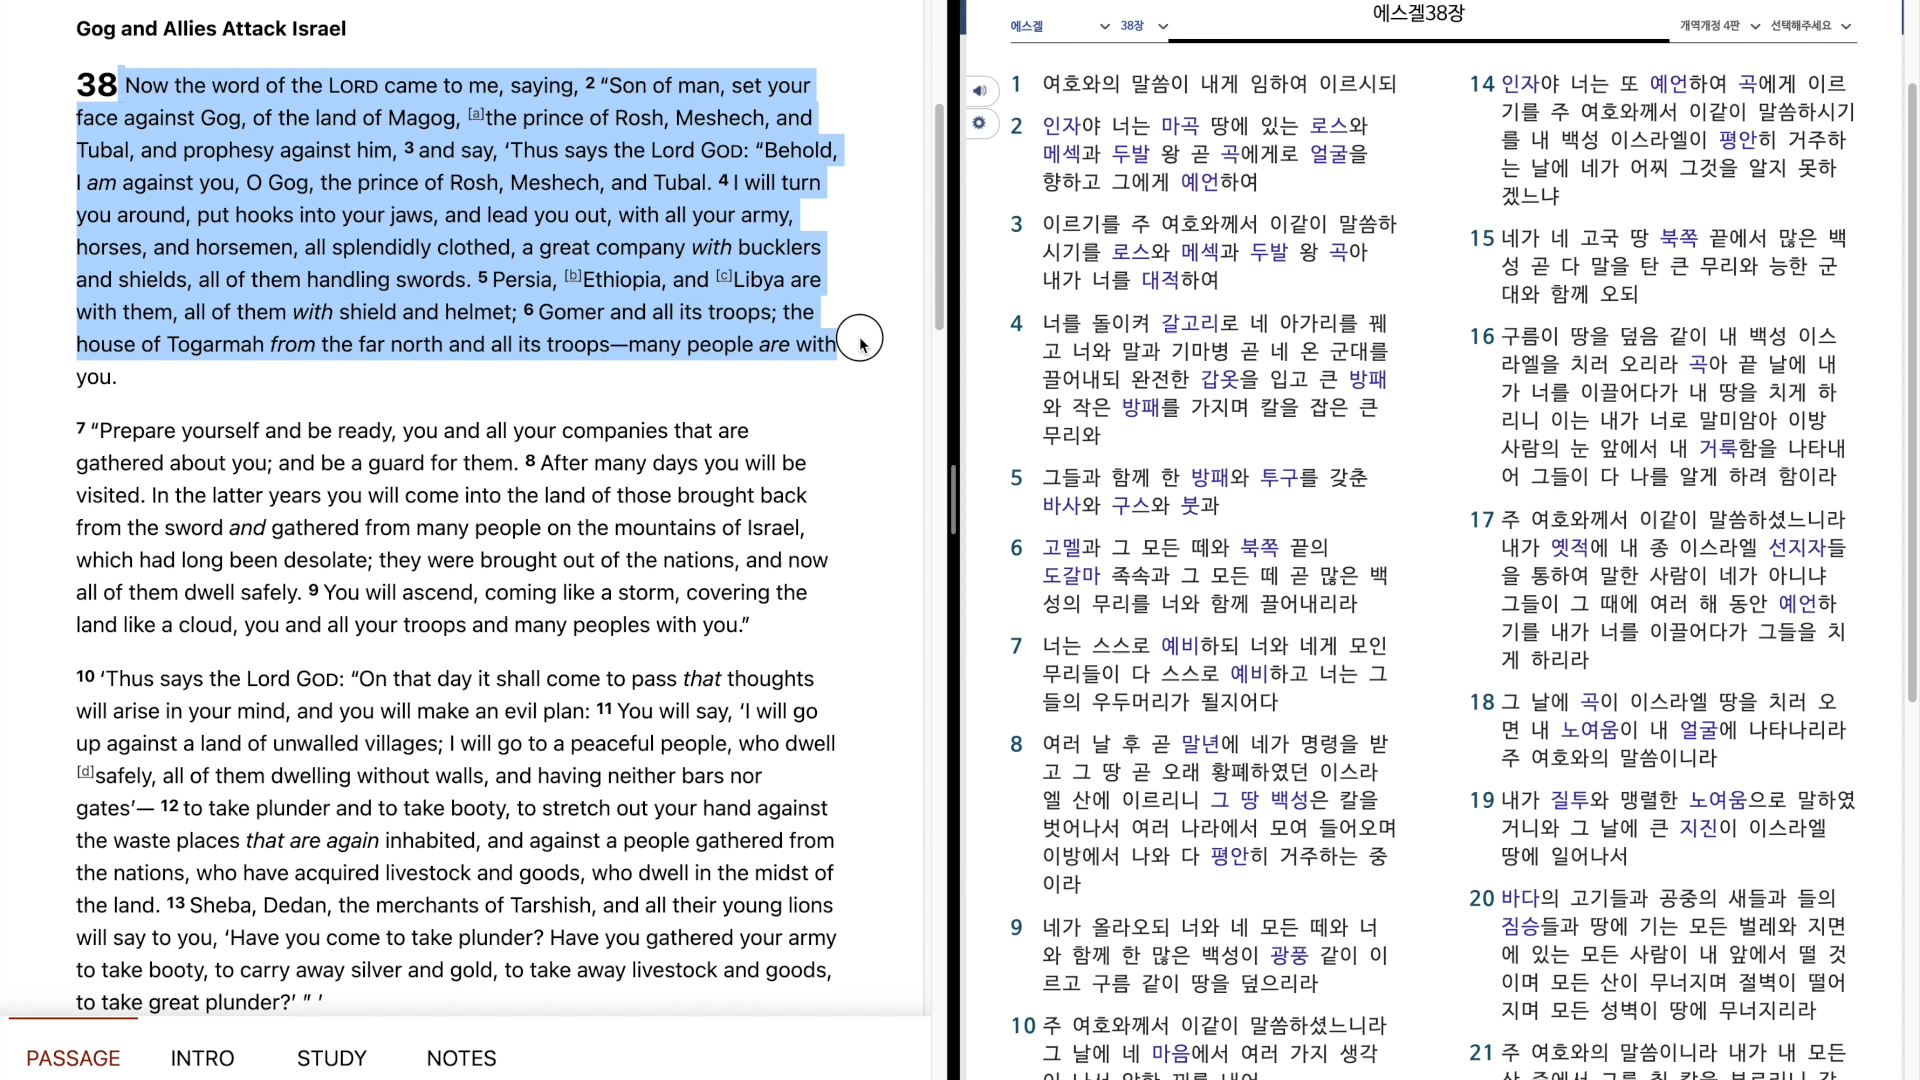 Gog and Allies Attack Israel
38 Now the word of the LORD came to me, saying, 2 “Son of man, set your
face against Gog, of the land of Magog, [a]the prince of Rosh, Meshech, and
Tubal, and prophesy against him, 3 and say, ‘Thus says the Lord GOD: “Behold,
I am against you, O Gog, the prince of Rosh, Meshech, and Tubal. 4 I will turn
you around, put hooks into your jaws, and lead you out, with all your army,
horses, and horsemen, all splendidly clothed, a great company with bucklers
and shields, all of them handling swords. 5 Persia, [b]Ethiopia, and [c]Libya are
with them, all of them with shield and helmet; 6 Gomer and all its troops; the
house of Togarmah from the far north and all its troops—many people are with
you.
7 “Prepare yourself and be ready, you and all your companies that are
gathered about you; and be a guard for them. 8 After many days you will be
visited. In the latter years you will come into the land of those brought back
from the sword and gathered from many people on the mountains of Israel,
which had long been desolate; they were brought out of the nations, and now
all of them dwell safely. 9 You will ascend, coming like a storm, covering the
land like a cloud, you and all your troops and many peoples with you.”
10 ‘Thus says the Lord GOD: “On that day it shall come to pass that thoughts
will arise in your mind, and you will make an evil plan: 11 You will say, ‘I will go
up against a land of unwalled villages; I will go to a peaceful people, who dwell
[d]safely, all of them dwelling without walls, and having neither bars nor
gates’— 12 to take plunder and to take booty, to stretch out your hand against
the waste places that are again inhabited, and against a people gathered from
the nations, who have acquired livestock and goods, who dwell in the midst of
the land. 13 Sheba, Dedan, the merchants of Tarshish, and all their young lions
will say to you, ‘Have you come to take plunder? Have you gathered your army
to take booty, to carry away silver and gold, to take away livestock and goods,
to take great plunder?’ ” ’
PASSAGE INTRO STUDY NOTES
에스겔38장
에스겔 38장 개역개정 4판 선택해주세요
1 여호와의 말씀이 내게 임하여 이르시되
2 인자야 너는 마곡 땅에 있는 로스와
메섹과 두발 왕 곧 곡에게로 얼굴을
향하고 그에게 예언하여
3 이르기를 주 여호와께서 이같이 말씀하
시기를 로스와 메섹과 두발 왕 곡아
내가 너를 대적하여
4 너를 돌이켜 갈고리로 네 아가리를 꿰
고 너와 말과 기마병 곧 네 온 군대를
끌어내되 완전한 갑옷을 입고 큰 방패
와 작은 방패를 가지며 칼을 잡은 큰
무리와
5 그들과 함께 한 방패와 투구를 갖춘
바사와 구스와 붓과
6 고멜과 그 모든 떼와 북쪽 끝의
도갈마 족속과 그 모든 떼 곧 많은 백
성의 무리를 너와 함께 끌어내리라
7 너는 스스로 예비하되 너와 네게 모인
무리들이 다 스스로 예비하고 너는 그
들의 우두머리가 될지어다
8 여러 날 후 곧 말년에 네가 명령을 받
고 그 땅 곧 오래 황폐하였던 이스라
엘 산에 이르리니 그 땅 백성은 칼을
벗어나서 여러 나라에서 모여 들어오며
이방에서 나와 다 평안히 거주하는 중
이라
9 네가 올라오되 너와 네 모든 떼와 너
와 함께 한 많은 백성이 광풍 같이 이
르고 구름 같이 땅을 덮으리라
10 주 여호와께서 이같이 말씀하셨느니라
그 날에 네 마음에서 여러 가지 생각
14 인자야 너는 또 예언하여 곡에게 이르
기를 주 여호와께서 이같이 말씀하시기
를 내 백성 이스라엘이 평안히 거주하
는 날에 네가 어찌 그것을 알지 못하
겠느냐
15 네가 네 고국 땅 북쪽 끝에서 많은 백
성 곧 다 말을 탄 큰 무리와 능한 군
대와 함께 오되
16 구름이 땅을 덮음 같이 내 백성 이스
라엘을 치러 오리라 곡아 끝 날에 내
가 너를 이끌어다가 내 땅을 치게 하
리니 이는 내가 너로 말미암아 이방
사람의 눈 앞에서 내 거룩함을 나타내
어 그들이 다 나를 알게 하려 함이라
17 주 여호와께서 이같이 말씀하셨느니라
내가 옛적에 내 종 이스라엘 선지자들
을 통하여 말한 사람이 네가 아니냐
그들이 그 때에 여러 해 동안 예언하
기를 내가 너를 이끌어다가 그들을 치
게 하리라
18 그 날에 곡이 이스라엘 땅을 치러 오
면 내 노여움이 내 얼굴에 나타나리라
주 여호와의 말씀이니라
19 내가 질투와 맹렬한 노여움으로 말하였
거니와 그 날에 큰 지진이 이스라엘
땅에 일어나서
20 바다의 고기들과 공중의 새들과 들의
짐승들과 땅에 기는 모든 벌레와 지면
에 있는 모든 사람이 내 앞에서 떨 것
이며 모든 산이 무너지며 절벽이 떨어
지며 모든 성벽이 땅에 무너지리라
21 주 여호와의 말씀이니라 내가 내 모든